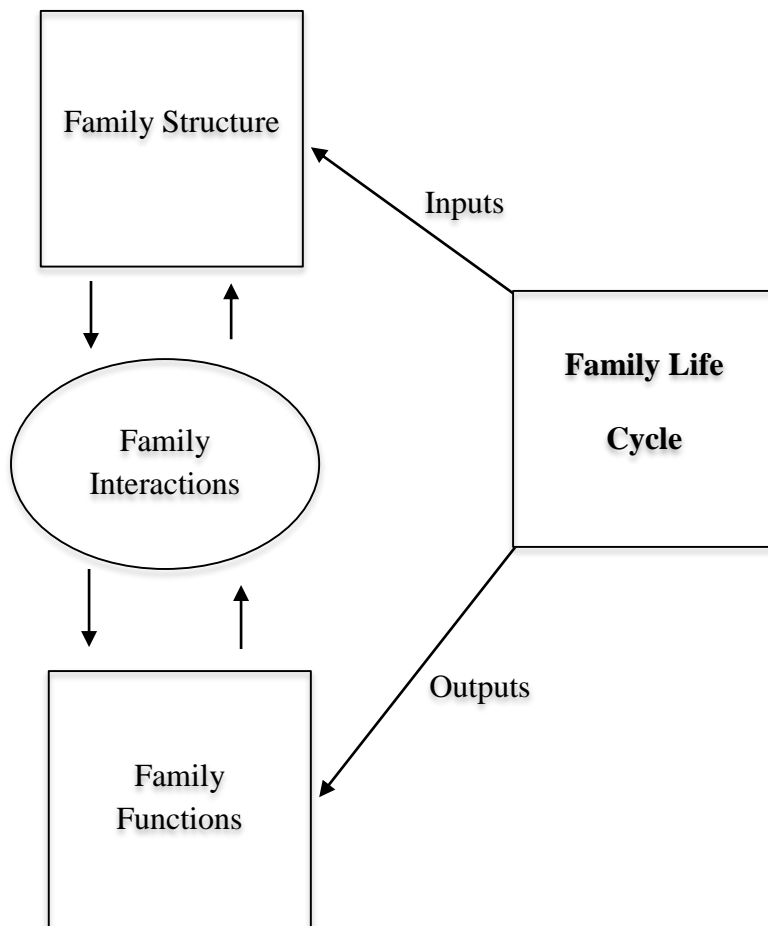 Family Structure
Inputs
Family Life
Cycle
Family
Interactions
Outputs
Family
Functions